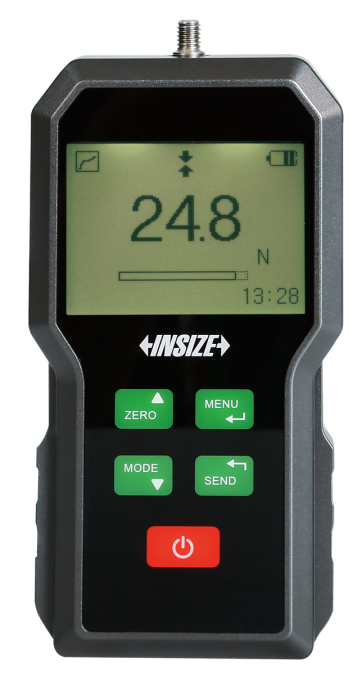 24.8
N
13:28
INSIZE
ZERO
MENU
MODE
SEND